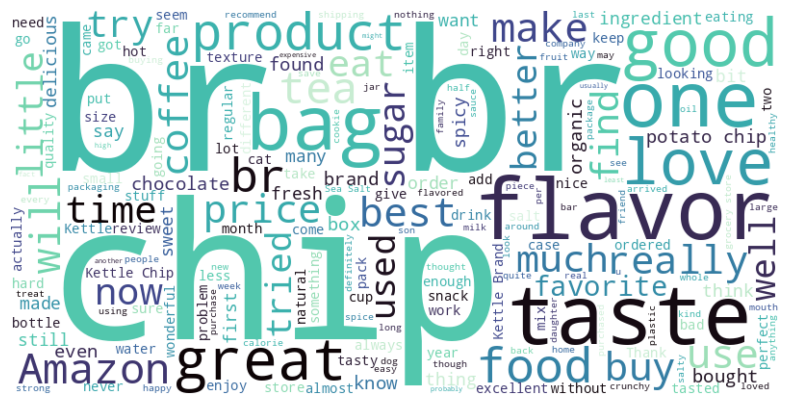 br br
chip
flavor
taste
great
good
one
love
product
bag
try
make
eat
tea
coffee
sugar
better
find
little
will
time
br
price
best
used
tried
now
Amazon
food
buy
use
well
much
really
favorite
need
go
seem
far
came
got
hot
recommend
shipping
nothing
want
ingredient
eating
last
company
fruit
may
might
expensive
save
buying
texture
found
item
day
right
way
keep
looking
bit
delicious
quality
put
size
say
going
high
regular
different
jar
half
cookie
family
sauce
spicy
usually
oil
package
organic
potato chip
two
healthy
lot
cat
many
brand
take
order
add
nice
piece
per
see
least
small
packaging
stuff
chocolate
fresh
Sea Salt
give
flavored
bar
friend
arrived
large
every
actually
Kettle
review
sweet
month
come
box
son
drink
milk
salt
around
look
grocery store
hard
treat
another
people
Kettle Chip
using
made
sure
wonderful
problem
purchase
new
less
week
natural
something
definitely
pack
cup
enough
thought
snack
work
Kettle Brand
quite
case
real
ordered
u
whole
kind
mouth
salty
think
bad
perfect
anything
bottle
still
first
calorie
spice
long
always
year
though
mix
daughter
plastic
even
water
tasty
dog
easy
thing
back
home
Thank
bought
tasted
loved
strong
never
happy
enjoy
store
almost
know
probably
excellent
without
crunchy